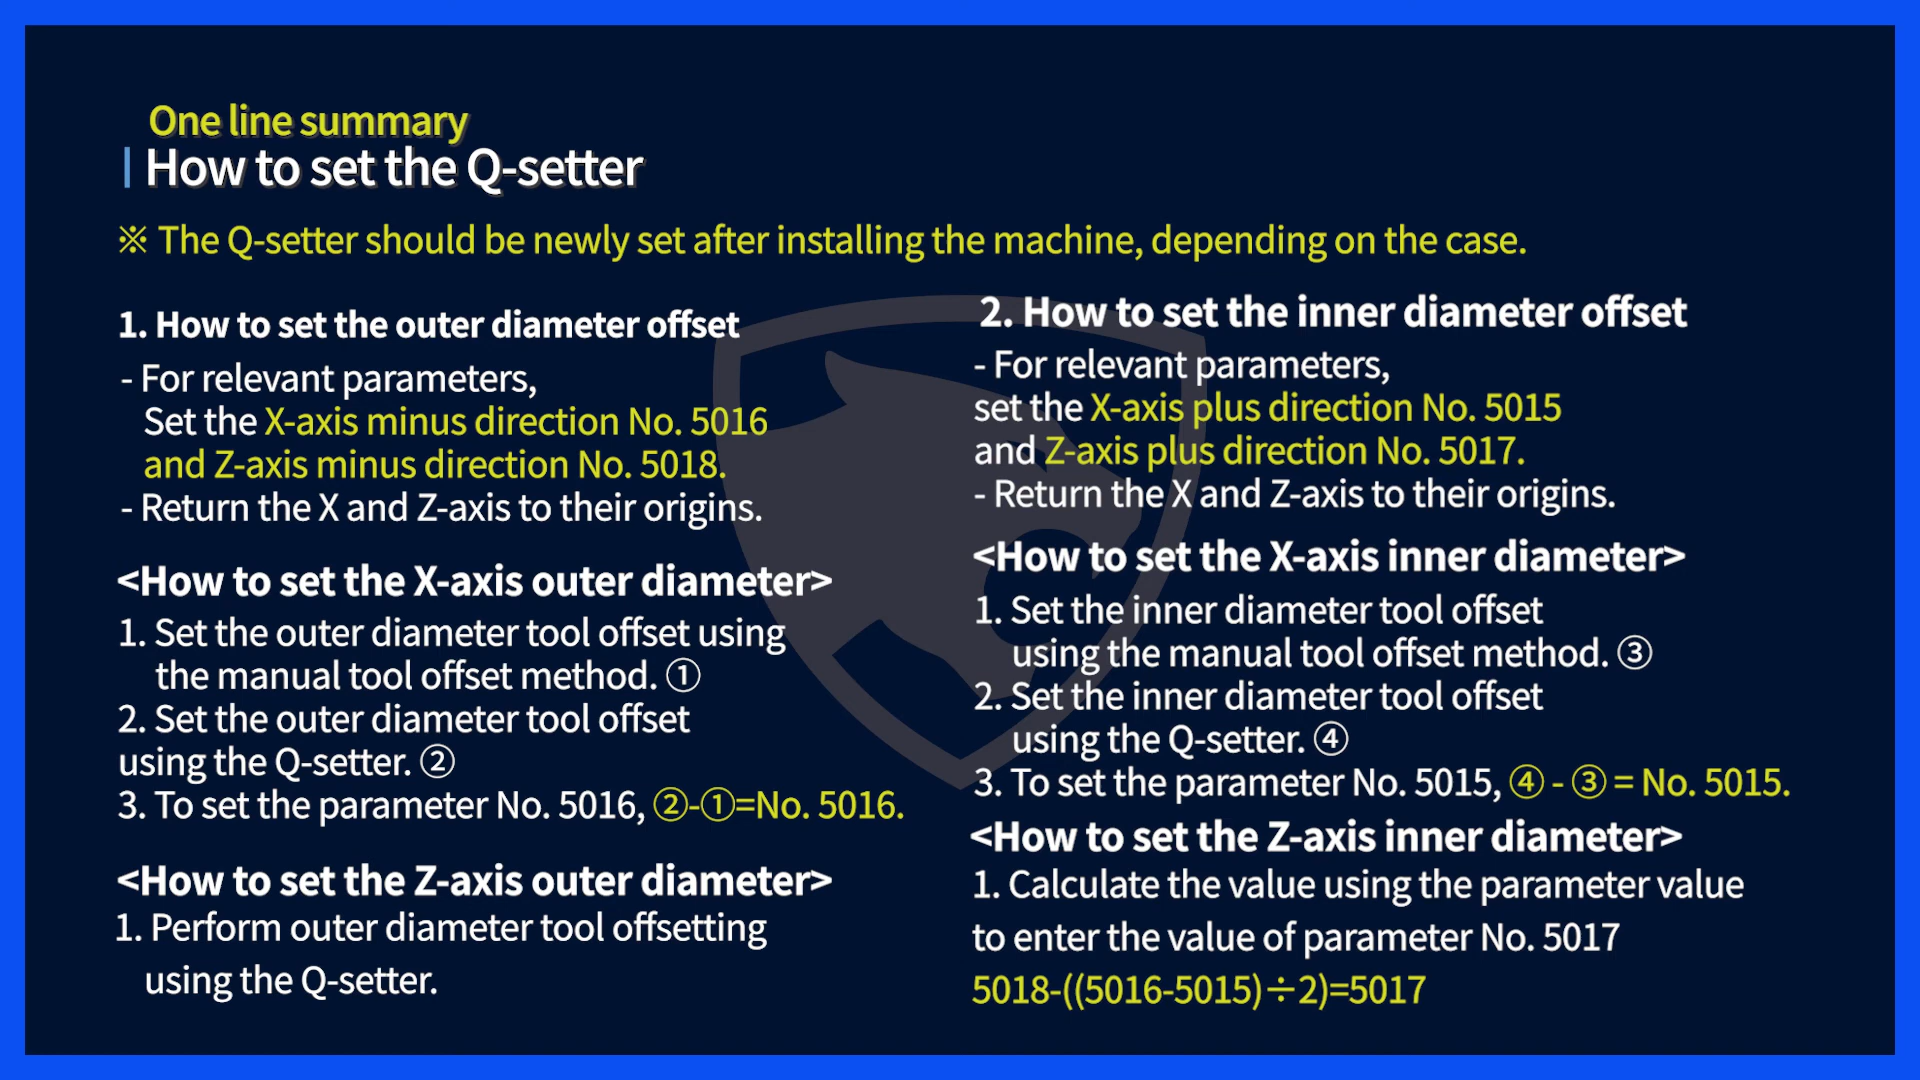 One line summary
How to set the Q-setter
※ The Q-setter should be newly set after installing the machine, depending on the case.
1. How to set the outer diameter offset
- For relevant parameters,
Set the X-axis minus direction No. 5016
and Z-axis minus direction No. 5018.
- Return the X and Z-axis to their origins.
<How to set the X-axis outer diameter>
1. Set the outer diameter tool offset using
the manual tool offset method. ①
2. Set the outer diameter tool offset
using the Q-setter. ②
3. To set the parameter No. 5016, ②-①=No. 5016.
<How to set the Z-axis outer diameter>
1. Perform outer diameter tool offsetting
using the Q-setter.
2. How to set the inner diameter offset
- For relevant parameters,
set the X-axis plus direction No. 5015
and Z-axis plus direction No. 5017.
- Return the X and Z-axis to their origins.
<How to set the X-axis inner diameter>
1. Set the inner diameter tool offset
using the manual tool offset method. ③
2. Set the inner diameter tool offset
using the Q-setter. ④
3. To set the parameter No. 5015, ④ - ③ = No. 5015.
<How to set the Z-axis inner diameter>
1. Calculate the value using the parameter value
to enter the value of parameter No. 5017
5018-((5016-5015)÷2)=5017